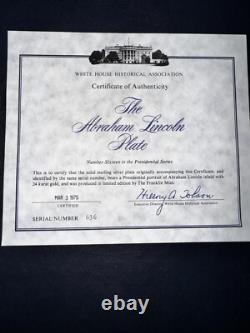 WHITE HOUSE HISTORICAL ASSOCIATION
Certificate of Authenticity
The
Abraham Lincoln
Plate
Number Sixteen in the Presidential Series
This is to certify that the solid sterling silver plate originally accompanying this Certificate, and
identified by the same serial number, bears a Presidential portrait of Abraham Lincoln inlaid with
24 karat gold, and was produced in limited edition by The Franklin Mint.
MAR 3 1975
CERTIFIED
Executive Director, White House Historical Association
SERIAL NUMBER 636
© ebay